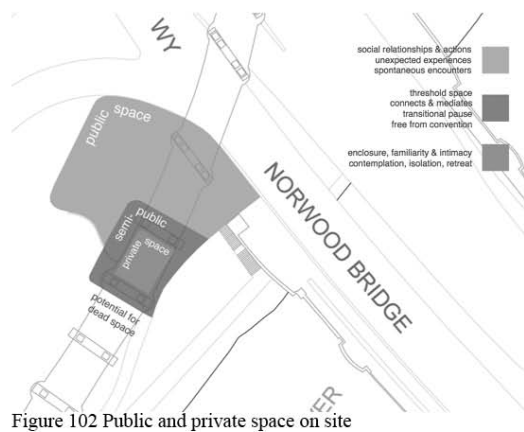 WY
social relationships & actions
unexpected experiences
spontaneous encounters
threshold space
connects & mediates
transitional pause
free from convention
enclosure, familiarity & intimacy
contemplation, isolation, retreat
public space
NORWOOD BRIDGE
semi-public
private space
potential for
dead space
VER
Figure 102 Public and private space on site